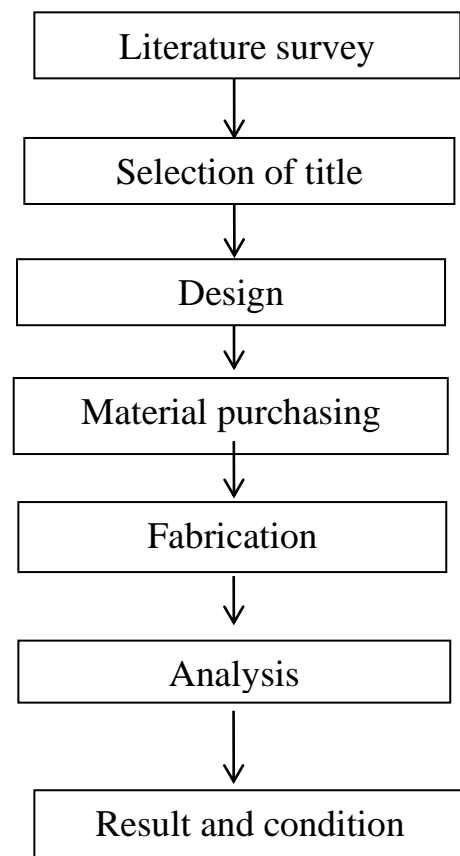 Literature survey
Selection of title
Design
Material purchasing
Fabrication
Analysis
Result and condition